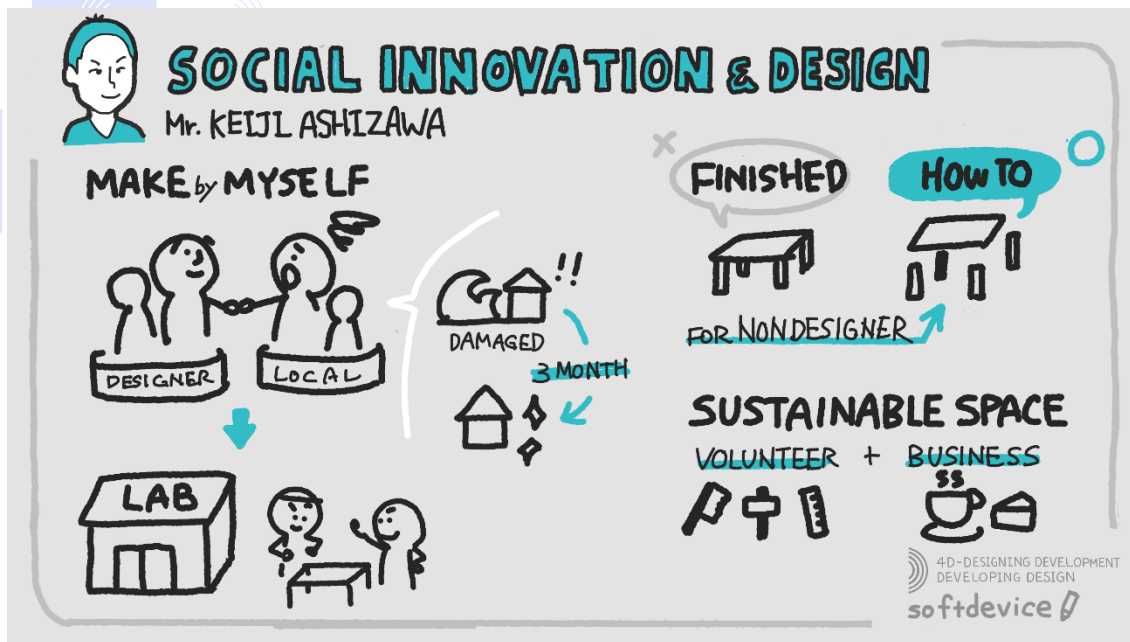 SOCIAL INNOVATION & DESIGN
Mr. KEIJI ASHIZAWA
MAKE by MYSELF
DESIGNER
LOCAL
!!
DAMAGED
3 MONTH
LAB
FINISHED
HOW TO
FOR NONDESIGNER
SUSTAINABLE SPACE
VOLUNTEER + BUSINESS
$$
4D-DESIGNING DEVELOPMENT
DEVELOPING DESIGN
softdevice